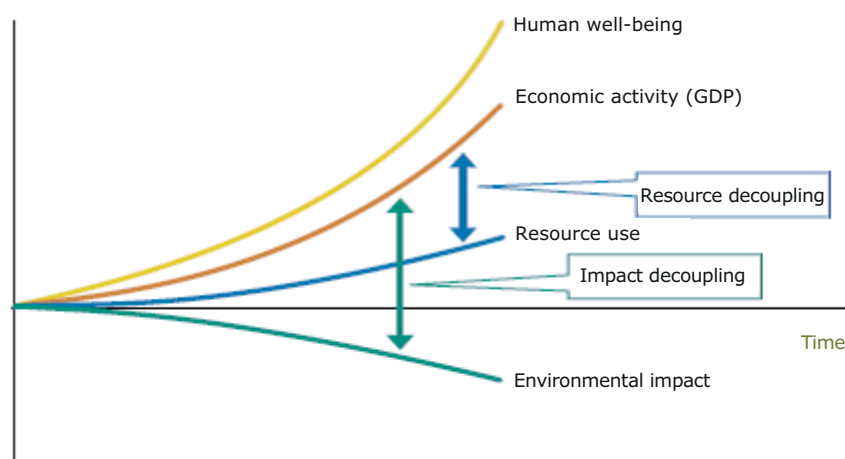 Human well-being
Economic activity (GDP)
Resource decoupling
Resource use
Impact decoupling
Time
Environmental impact